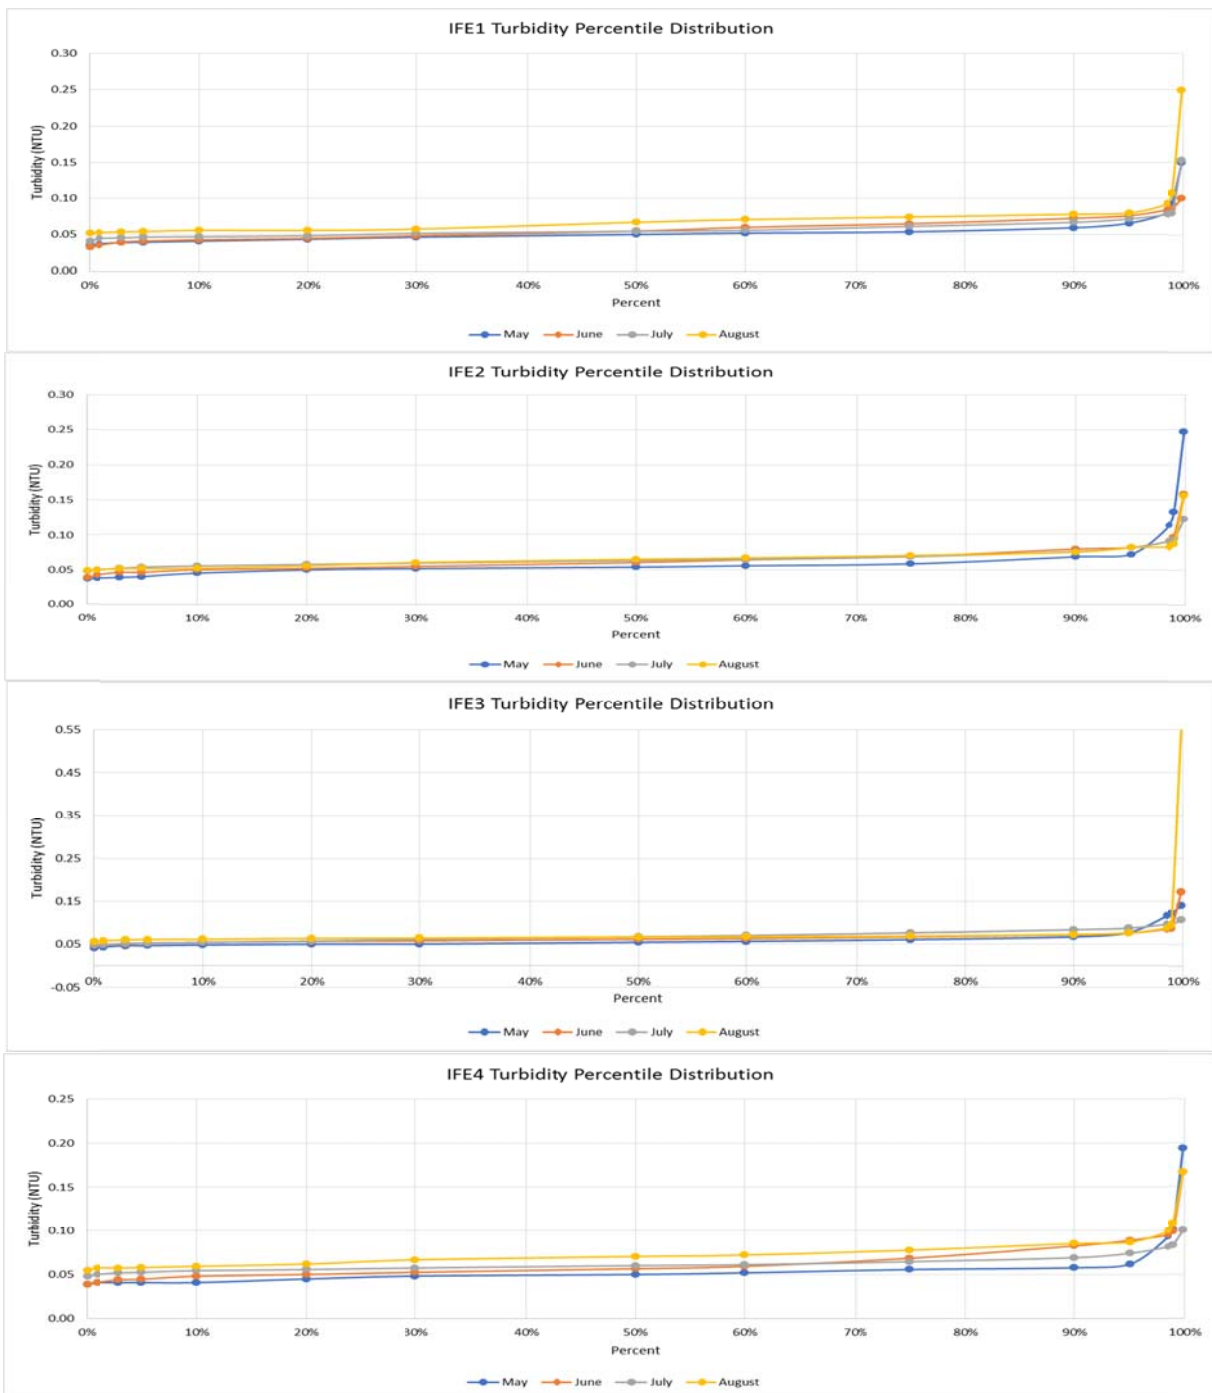 IFE1 Turbidity Percentile Distribution
0.30
0.25
0.20
0.15
0.10
0.05
0.00
Turbidity (NTU)
0% 10% 20% 30% 40% 50% 60% 70% 80% 90% 100%
Percent
May June July August
IFE2 Turbidity Percentile Distribution
0.30
0.25
0.20
0.15
0.10
0.05
0.00
Turbidity (NTU)
0% 10% 20% 30% 40% 50% 60% 70% 80% 90% 100%
Percent
May June July August
IFE3 Turbidity Percentile Distribution
0.55
0.45
0.35
0.25
0.15
0.05
-0.05
Turbidity (NTU)
0% 10% 20% 30% 40% 50% 60% 70% 80% 90% 100%
Percent
May June July August
IFE4 Turbidity Percentile Distribution
0.25
0.20
0.15
0.10
0.05
0.00
Turbidity (NTU)
0% 10% 20% 30% 40% 50% 60% 70% 80% 90% 100%
Percent
May June July August